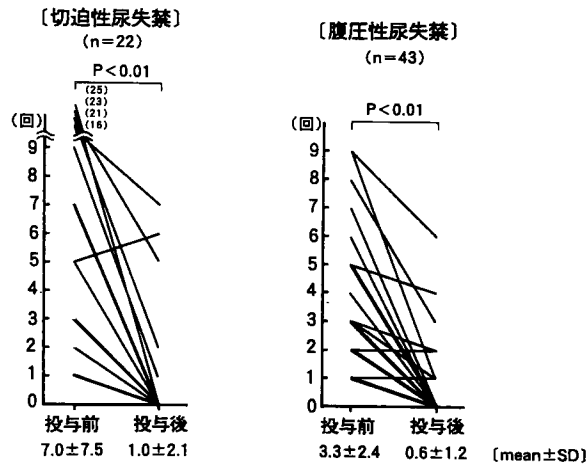 〔切迫性尿失禁〕
(n=22)
P<0.01
(25)
(23)
(21)
(16)
(回)
9
8
7
6
5
4
3
2
1
0
投与前
投与後
7.0±7.5
1.0±2.1
〔腹圧性尿失禁〕
(n=43)
P<0.01
(回)
9
8
7
6
5
4
3
2
1
0
投与前
投与後
3.3±2.4
0.6±1.2
〔mean±SD〕